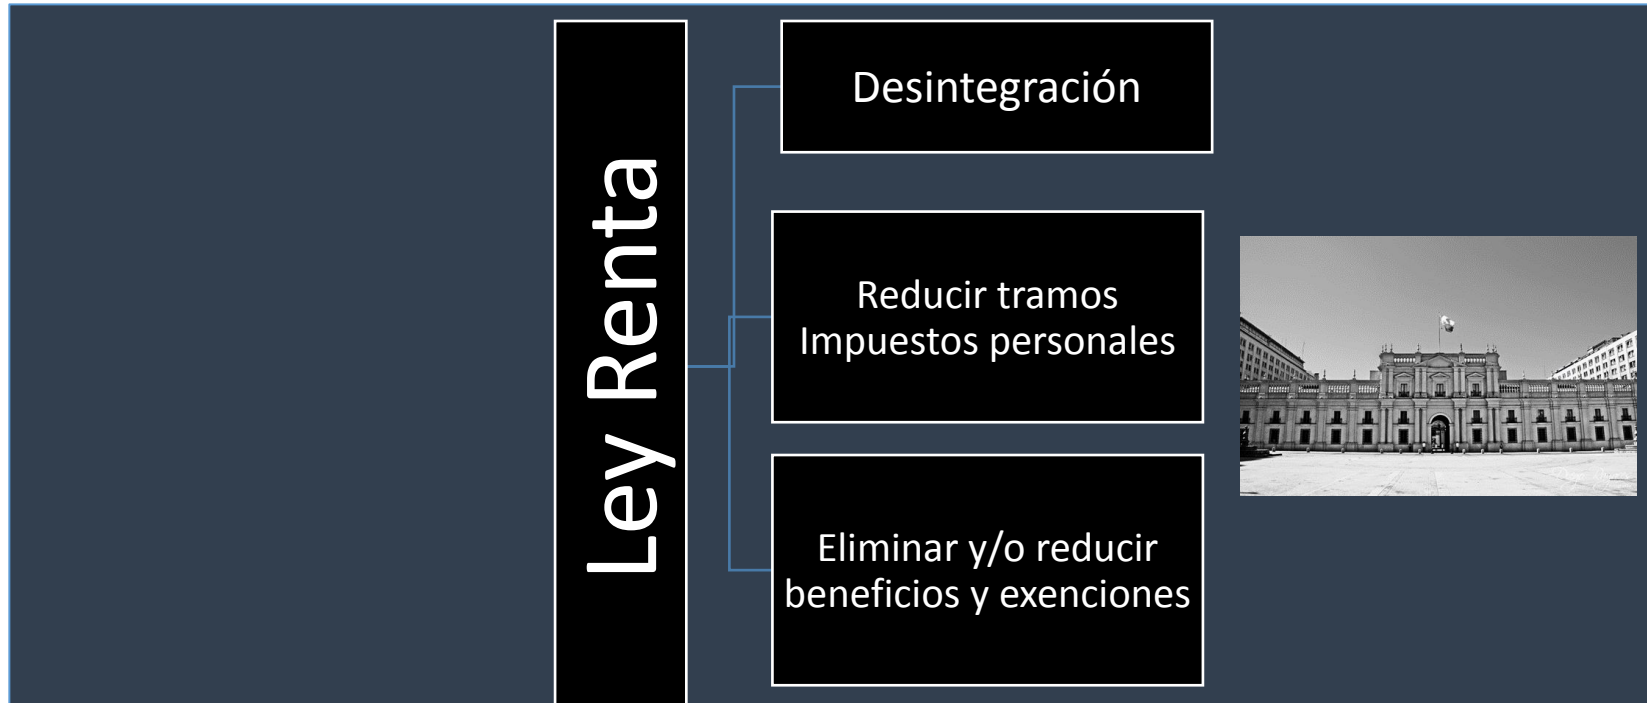 Ley Renta
Desintegración
Reducir tramos
Impuestos personales
Eliminar y/o reducir
beneficios y exenciones